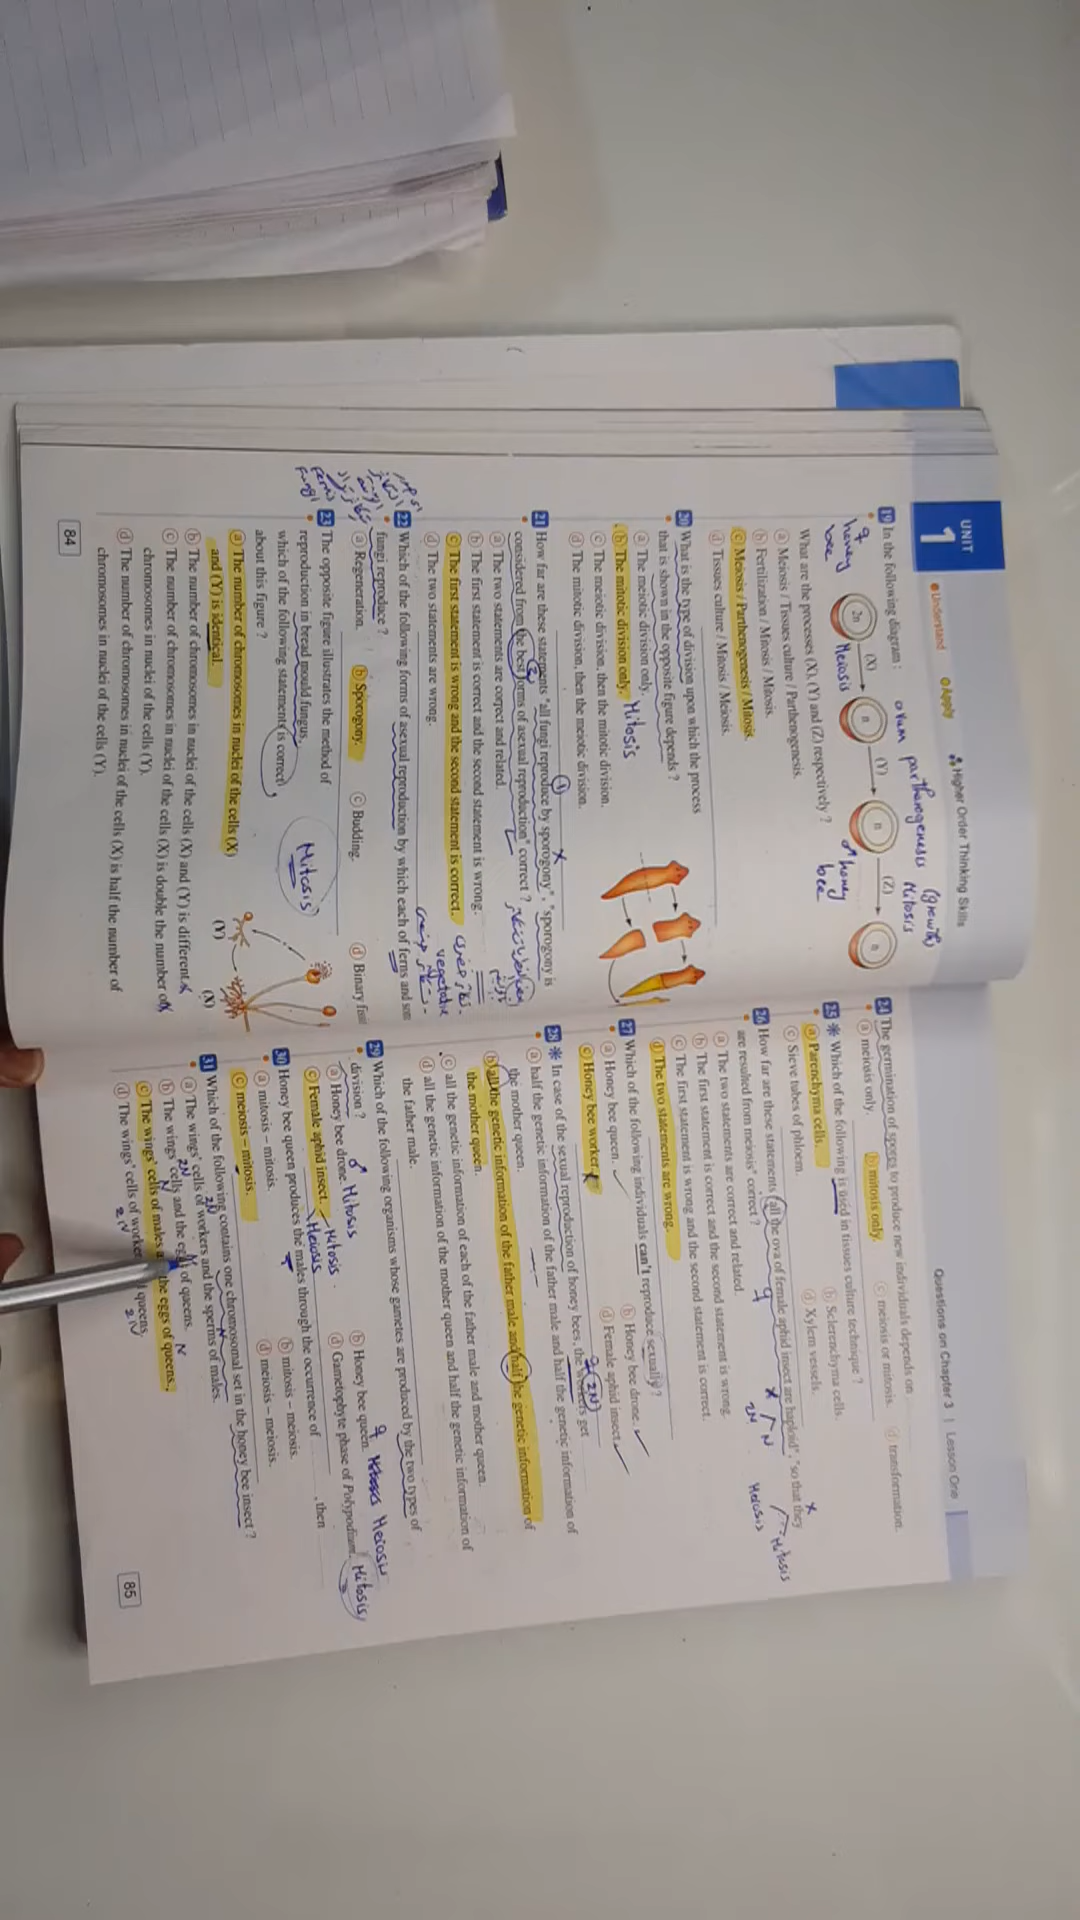 UNIT
1
Understand
Apply
Higher Order Thinking Skills
19 In the following diagram :
ovum
parthenogenesis
(growth)
Mitosis
♀
honey
bee
2n
(X)
n
(Y)
n
(Z)
n
Meiosis
♂ honey
bee
What are the processes (X), (Y) and (Z) respectively ?
a Meiosis / Tissues culture / Parthenogenesis.
b Fertilization / Mitosis / Mitosis.
c Meiosis / Parthenogenesis / Mitosis.
d Tissues culture / Mitosis / Meiosis.
20 What is the type of division upon which the process
that is shown in the opposite figure depends ?
a The meiotic division only.
b The mitotic division only. Mitosis
c The meiotic division, then the mitotic division.
d The mitotic division, then the meiotic division.
21 How far are these statements "all fungi reproduce by sporogony", "sporogony is
considered from the best forms of asexual reproduction" correct ?
a The two statements are correct and related.
b The first statement is correct and the second statement is wrong.
c The first statement is wrong and the second statement is correct.
d The two statements are wrong.
vegetative
22 Which of the following forms of asexual reproduction by which each of ferns and
fungi reproduce ?
a Regeneration.
b Sporogony.
c Budding.
d Binary
ferns
fungi
23 The opposite figure illustrates the method of
reproduction in bread mould fungus,
which of the following statement is correct
about this figure ?
Mitosis
a The number of chromosomes in nuclei of the cells (X)
and (Y) is identical.
b The number of chromosomes in nuclei of the cells (X) and (Y) is different.
c The number of chromosomes in nuclei of the cells (X) is double the number of
chromosomes in nuclei of the cells (Y).
d The number of chromosomes in nuclei of the cells (X) is half the number of
chromosomes in nuclei of the cells (Y).
(Y)
(X)
84
Questions on Chapter 3 | Lesson One
24 The germination of spores to produce new individuals depends on
a meiosis only.
b mitosis only.
c meiosis or mitosis.
d transformation.
25 * Which of the following is used in tissues culture technique ?
a Parenchyma cells.
b Sclerenchyma cells.
c Sieve tubes of phloem.
d Xylem vessels.
26 How far are these statements "all the ova of female aphid insect are haploid", "so that they
are resulted from meiosis" correct ?
♀
N
2N
Mitosis
Meiosis
a The two statements are correct and related.
b The first statement is correct and the second statement is wrong.
c The first statement is wrong and the second statement is correct.
d The two statements are wrong.
27 Which of the following individuals can't reproduce sexually ?
a Honey bee queen.
b Honey bee drone.
c Honey bee worker.
d Female aphid insect.
♀ (2N)
28 * In case of the sexual reproduction of honey bees, the workers get
a half the genetic information of the father male and half the genetic information of
the mother queen.
b all the genetic information of the father male and half the genetic information of
the mother queen.
c all the genetic information of each of the father male and mother queen.
d all the genetic information of the mother queen and half the genetic information of
the father male.
29 Which of the following organisms whose gametes are produced by the two types of
division ?
a Honey bee drone. ♂ Mitosis
b Honey bee queen. ♀ Meiosis
c Female aphid insect. Mitosis
Meiosis
d Gametophyte phase of Polypodium. Mitosis
30 Honey bee queen produces the males through the occurrence of , then
a mitosis – mitosis.
b mitosis – meiosis.
c meiosis – mitosis.
d meiosis – meiosis.
31 Which of the following contains one chromosomal set in the honey bee insect ?
a The wings' cells of workers and the sperms of males.
2N
N
b The wings' cells and the of queens.
2N
N
c The wings' cells of males the eggs of queens.
N
N
d The wings' cells of queens.
2N
2N
85